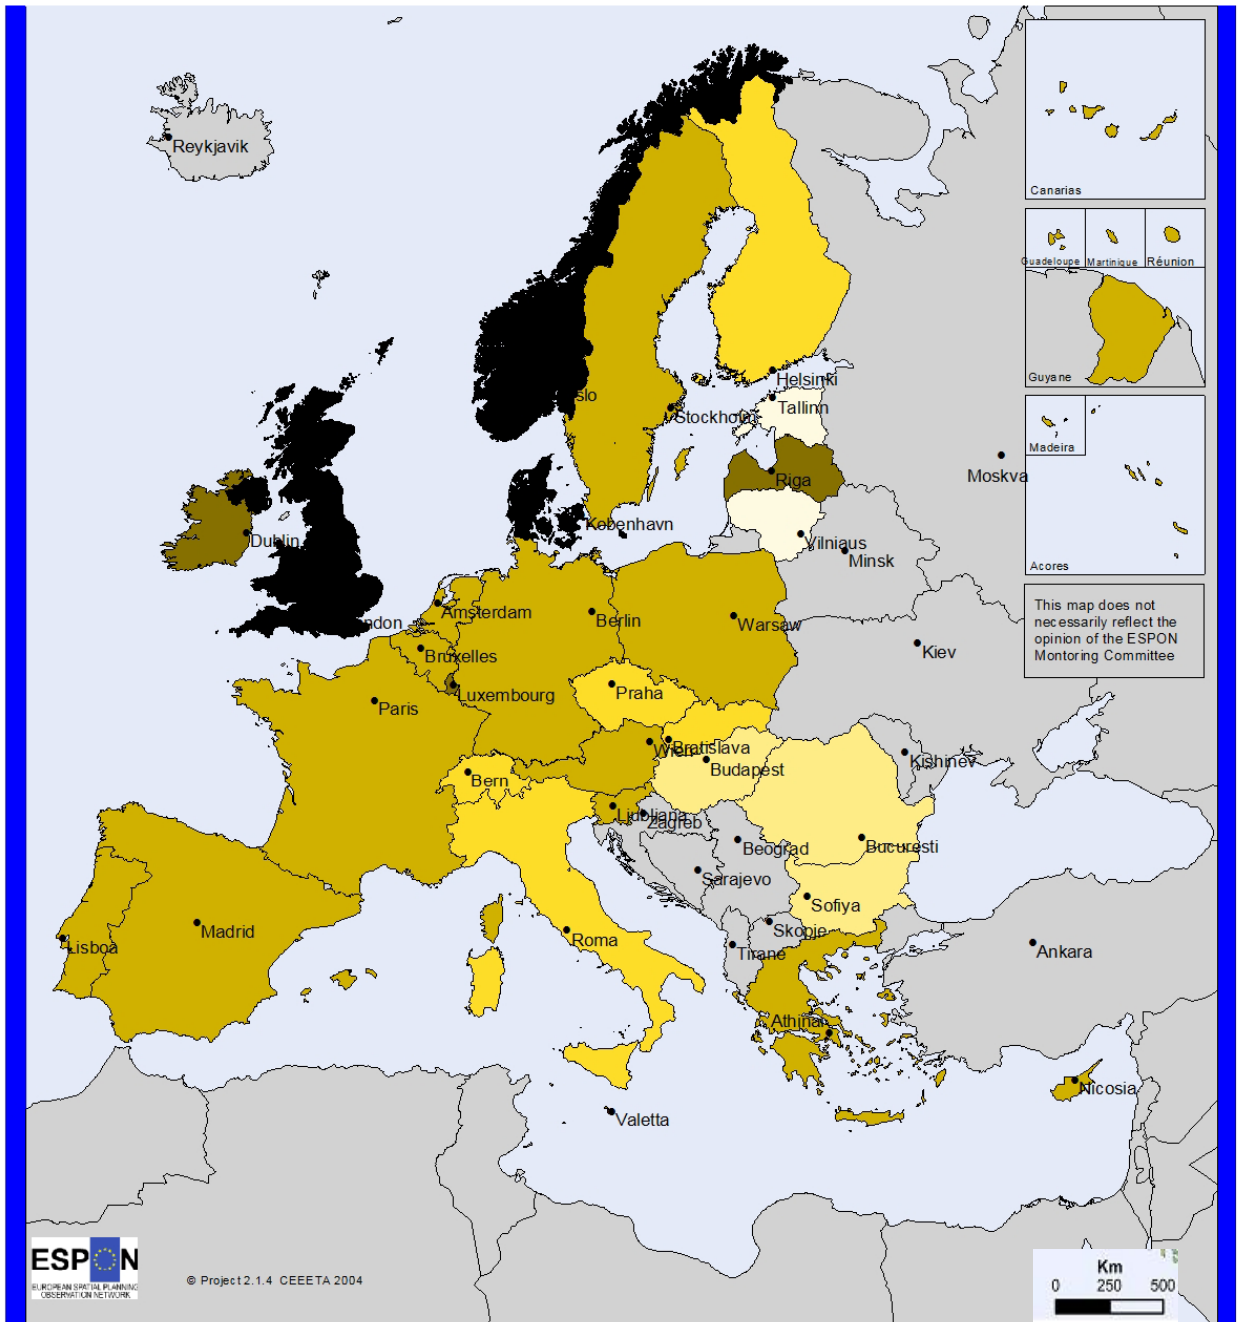 Reykjavik
Canarias
Guadeloupe
Martinique
Réunion
Guyane
Madeira
Acores
This map does not
necessarily reflect the
opinion of the ESPON
Montoring Committee
Helsinki
Tallinn
slo
Stockholm
Moskva
Riga
København
Dublin
Vilniaus
Minsk
Amsterdam
ndon
Berlin
Warsaw
Bruxelles
Kiev
Luxembourg
Praha
Paris
Wien
Bratislava
Budapest
Kishinev
Bern
Ljubljana
Zagreb
Beograd
Bucuresti
Sarajevo
Sofiya
Madrid
Lisboa
Roma
Skopje
Tirane
Ankara
Athinai
Nicosia
Valetta
ESPON
EUROPEAN SPATIAL PLANNING
OBSERVATION NETWORK
© Project 2.1.4 CEEETA 2004
Km
0 250 500